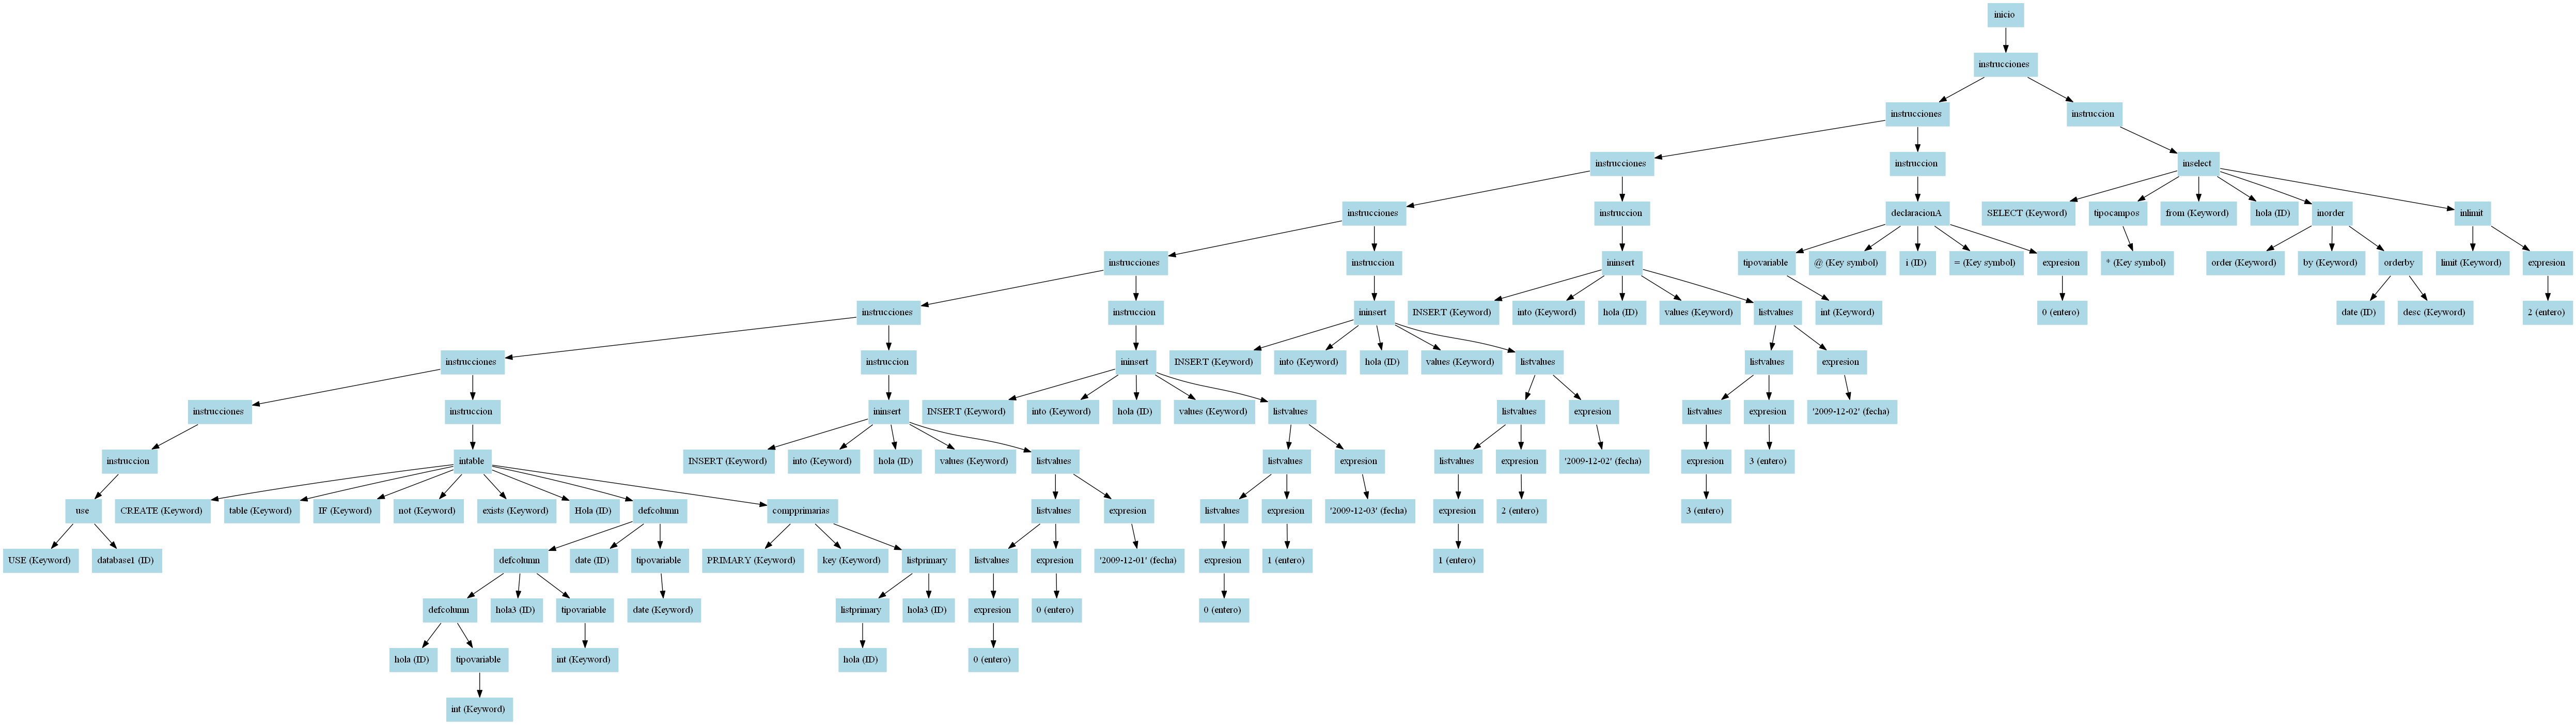 inicio
instrucciones
instrucciones instruccion
instrucciones instruccion inselect
instrucciones instruccion declaracionA SELECT (Keyword) tipocampos from (Keyword) hola (ID) inorder inlimit
instrucciones instruccion ininsert tipovariable @ (Key symbol) i (ID) = (Key symbol) expresion * (Key symbol) order (Keyword) by (Keyword) orderby limit (Keyword) expresion
instrucciones instruccion ininsert INSERT (Keyword) into (Keyword) hola (ID) values (Keyword) listvalues int (Keyword) 0 (entero) date (ID) desc (Keyword) 2 (entero)
instrucciones instruccion ininsert INSERT (Keyword) into (Keyword) hola (ID) values (Keyword) listvalues listvalues expresion
instrucciones instruccion ininsert INSERT (Keyword) into (Keyword) hola (ID) values (Keyword) listvalues listvalues expresion listvalues expresion '2009-12-02' (fecha)
instruccion intable INSERT (Keyword) into (Keyword) hola (ID) values (Keyword) listvalues listvalues expresion listvalues expresion '2009-12-02' (fecha) expresion 3 (entero)
use CREATE (Keyword) table (Keyword) IF (Keyword) not (Keyword) exists (Keyword) Hola (ID) defcolumn compprimarias listvalues expresion listvalues expresion '2009-12-03' (fecha) expresion 2 (entero) 3 (entero)
USE (Keyword) database1 (ID) defcolumn date (ID) tipovariable PRIMARY (Keyword) key (Keyword) listprimary listvalues expresion '2009-12-01' (fecha) expresion 1 (entero) 1 (entero)
defcolumn hola3 (ID) tipovariable date (Keyword) listprimary hola3 (ID) expresion 0 (entero) 0 (entero)
hola (ID) tipovariable int (Keyword) hola (ID) 0 (entero)
int (Keyword)